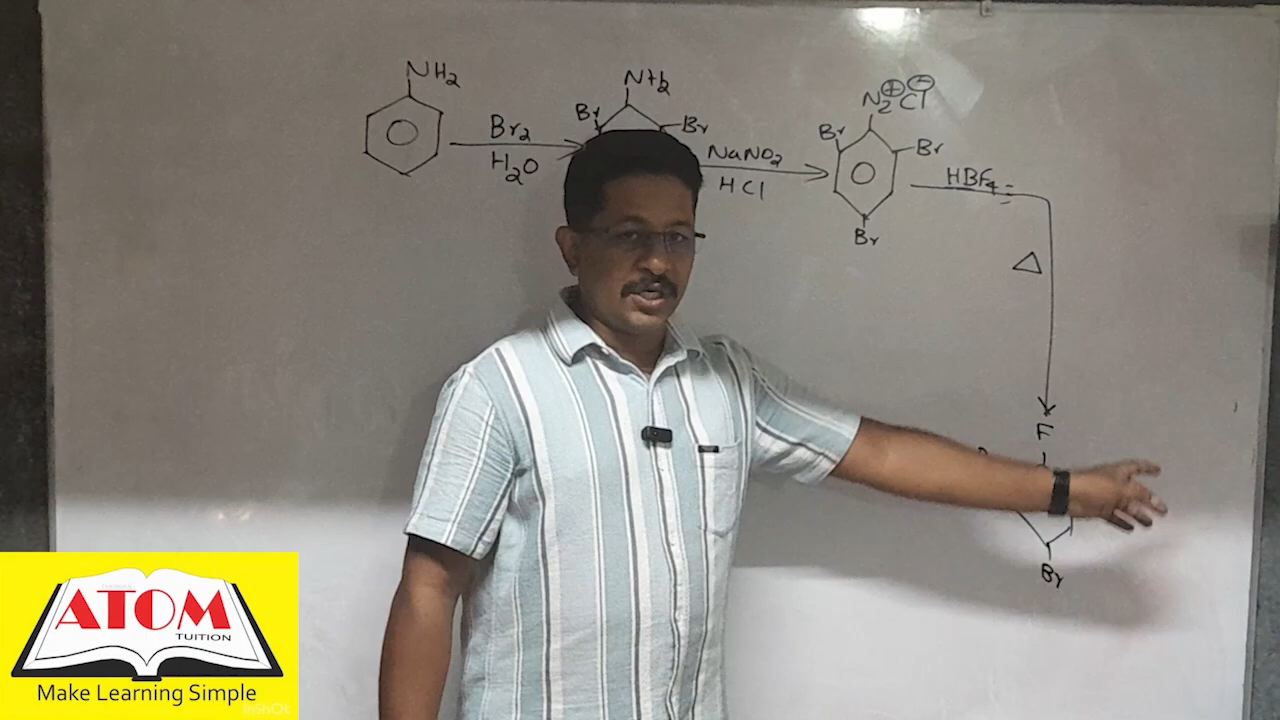 NH2
Br2
H2O
NH2
Br
Br
NaNO2
HCl
N2⊕Cl⊖
Br
Br
Br
HBF4
△
F
Br
ATOM
TUITION
Make Learning Simple
InShOt